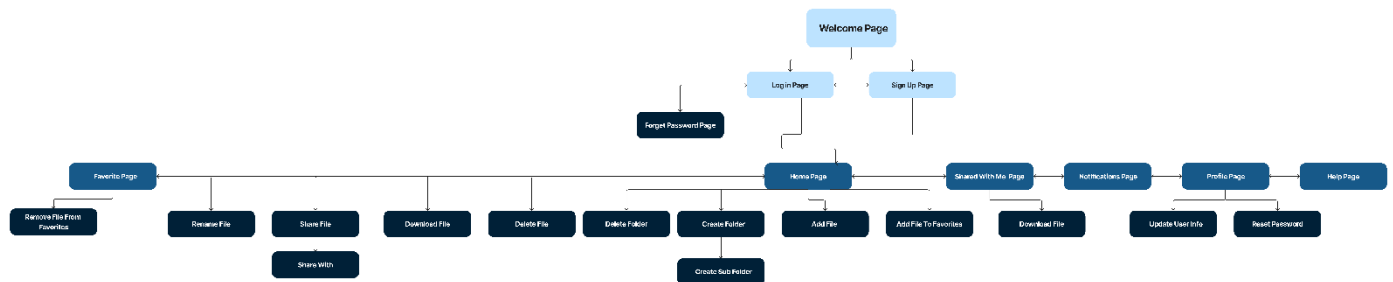 Welcome Page
Log in Page
Sign Up Page
Forget Password Page
Favorite Page
Home Page
Shared With Me Page
Notifications Page
Profile Page
Help Page
Remove File From
Favorites
Rename File
Share File
Download File
Delete File
Delete Folder
Create Folder
Add File
Add File To Favorites
Download File
Update User Info
Reset Password
Share With
Create Sub Folder